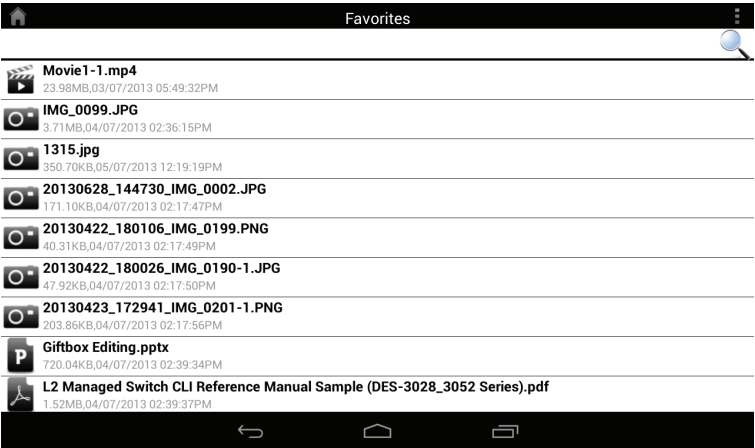 Favorites
Movie1-1.mp4
23.98MB,03/07/2013 05:49:32PM
IMG_0099.JPG
3.71MB,04/07/2013 02:36:15PM
1315.jpg
350.70KB,05/07/2013 12:19:19PM
20130628_144730_IMG_0002.JPG
171.10KB,04/07/2013 02:17:47PM
20130422_180106_IMG_0199.PNG
40.31KB,04/07/2013 02:17:49PM
20130422_180026_IMG_0190-1.JPG
47.92KB,04/07/2013 02:17:50PM
20130423_172941_IMG_0201-1.PNG
203.86KB,04/07/2013 02:17:56PM
P
Giftbox Editing.pptx
720.04KB,04/07/2013 02:39:34PM
L2 Managed Switch CLI Reference Manual Sample (DES-3028_3052 Series).pdf
1.52MB,04/07/2013 02:39:37PM